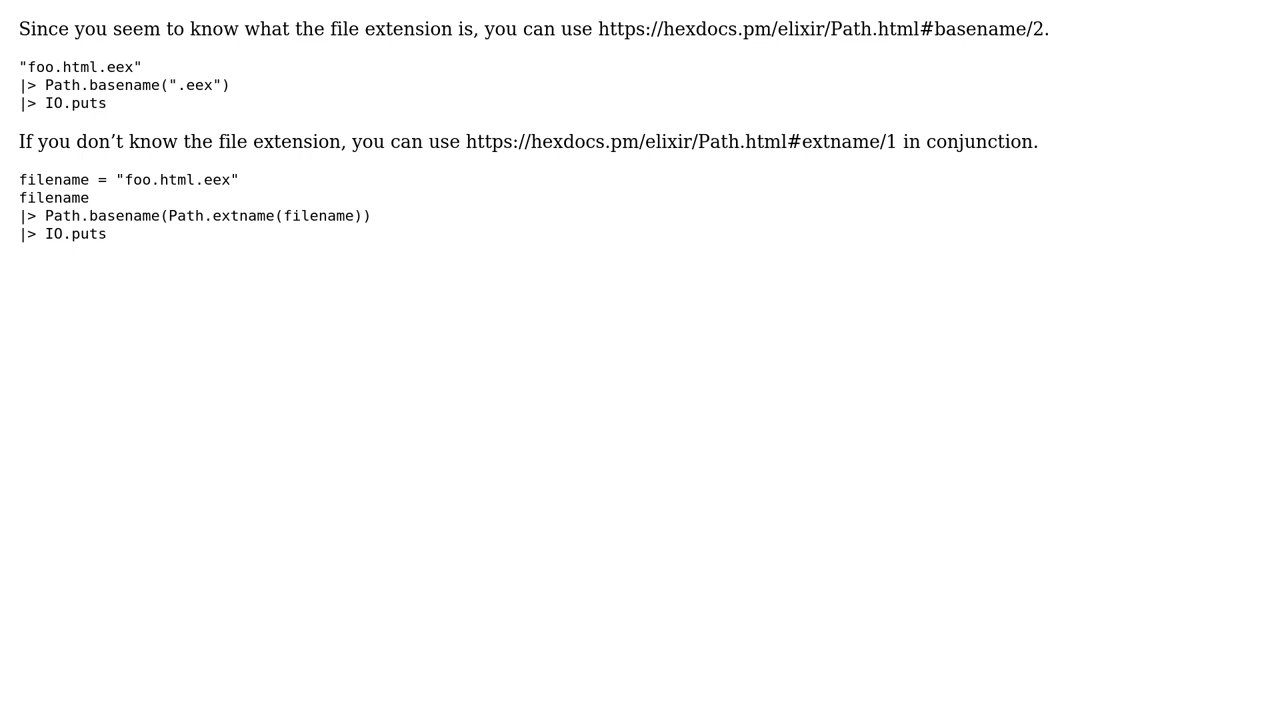 Since you seem to know what the file extension is, you can use https://hexdocs.pm/elixir/Path.html#basename/2.
"foo.html.eex"
|> Path.basename(".eex")
|> IO.puts
If you don’t know the file extension, you can use https://hexdocs.pm/elixir/Path.html#extname/1 in conjunction.
filename = "foo.html.eex"
filename
|> Path.basename(Path.extname(filename))
|> IO.puts